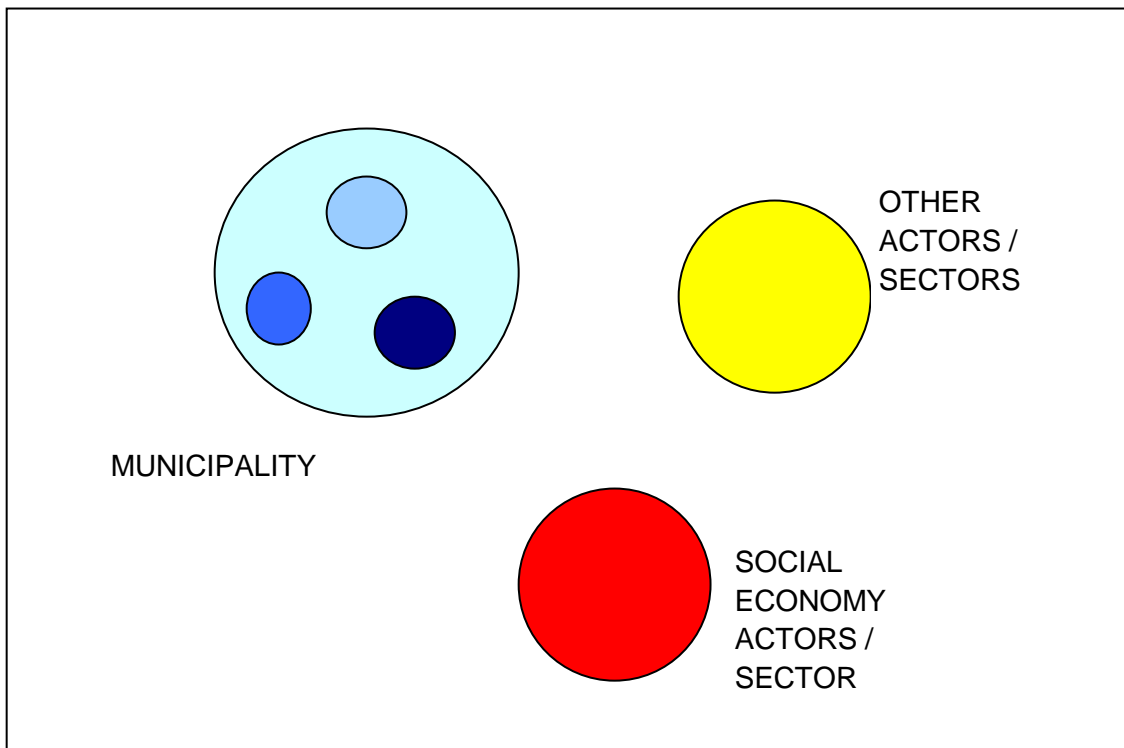 OTHER
ACTORS /
SECTORS
MUNICIPALITY
SOCIAL
ECONOMY
ACTORS /
SECTOR